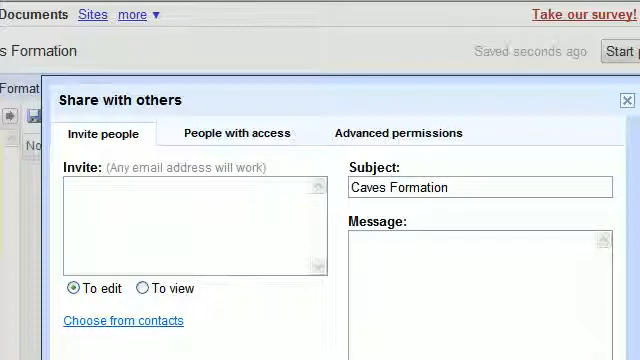 Documents Sites more ▼ Take our survey!
s Formation Saved seconds ago Start
Format
Share with others
No
Invite people People with access Advanced permissions
Invite: (Any email address will work) Subject:
Caves Formation
Message:
To edit To view
Choose from contacts